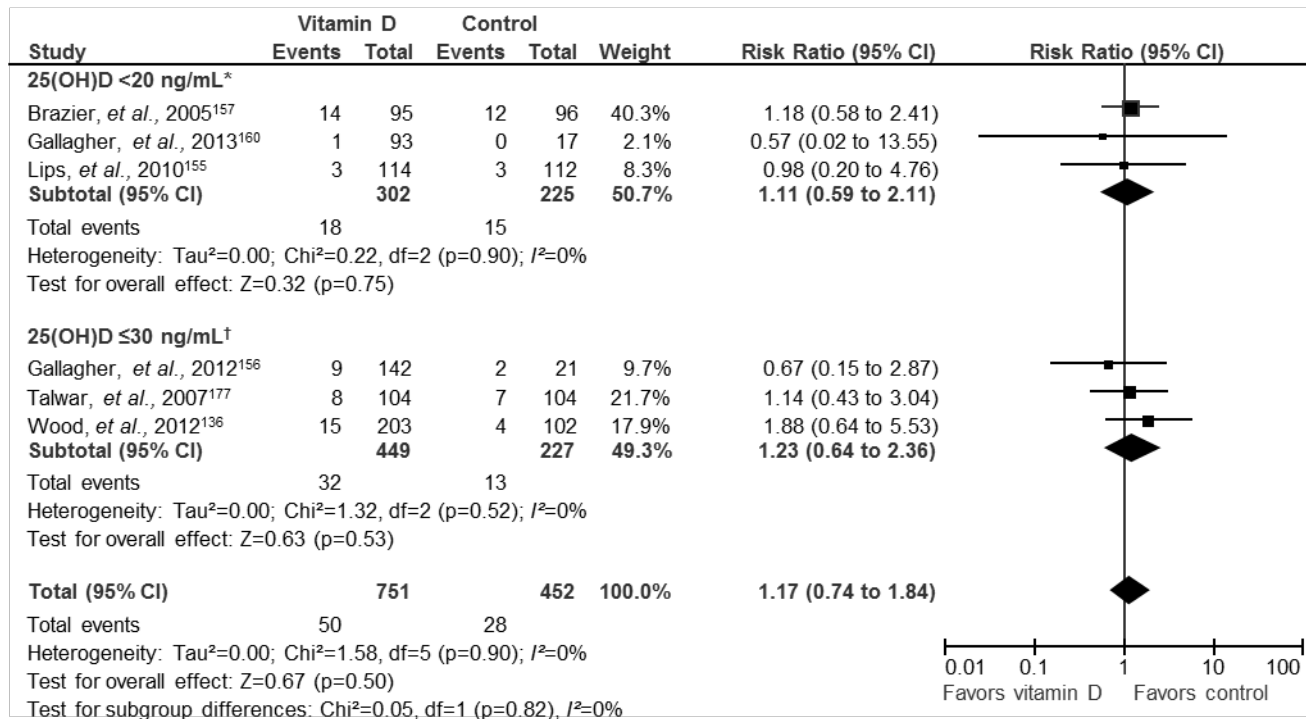 Vitamin D Control
Study Events Total Events Total Weight Risk Ratio (95% CI) Risk Ratio (95% CI)
25(OH)D <20 ng/mL*
Brazier, et al., 2005¹⁵⁷ 14 95 12 96 40.3% 1.18 (0.58 to 2.41)
Gallagher, et al., 2013¹⁶⁰ 1 93 0 17 2.1% 0.57 (0.02 to 13.55)
Lips, et al., 2010¹⁵⁵ 3 114 3 112 8.3% 0.98 (0.20 to 4.76)
Subtotal (95% CI) 302 225 50.7% 1.11 (0.59 to 2.11)
Total events 18 15
Heterogeneity: Tau²=0.00; Chi²=0.22, df=2 (p=0.90); I²=0%
Test for overall effect: Z=0.32 (p=0.75)
25(OH)D ≤30 ng/mL†
Gallagher, et al., 2012¹⁵⁶ 9 142 2 21 9.7% 0.67 (0.15 to 2.87)
Talwar, et al., 2007¹⁷⁷ 8 104 7 104 21.7% 1.14 (0.43 to 3.04)
Wood, et al., 2012¹³⁶ 15 203 4 102 17.9% 1.88 (0.64 to 5.53)
Subtotal (95% CI) 449 227 49.3% 1.23 (0.64 to 2.36)
Total events 32 13
Heterogeneity: Tau²=0.00; Chi²=1.32, df=2 (p=0.52); I²=0%
Test for overall effect: Z=0.63 (p=0.53)
Total (95% CI) 751 452 100.0% 1.17 (0.74 to 1.84)
Total events 50 28
Heterogeneity: Tau²=0.00; Chi²=1.58, df=5 (p=0.90); I²=0%
Test for overall effect: Z=0.67 (p=0.50)
Test for subgroup differences: Chi²=0.05, df=1 (p=0.82), I²=0%
0.01 0.1 1 10 100
Favors vitamin D Favors control